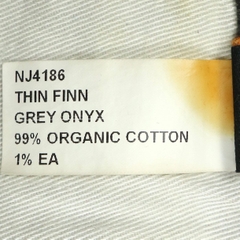 NJ4186
THIN FINN
GREY ONYX
99% ORGANIC COTTON
1% EA